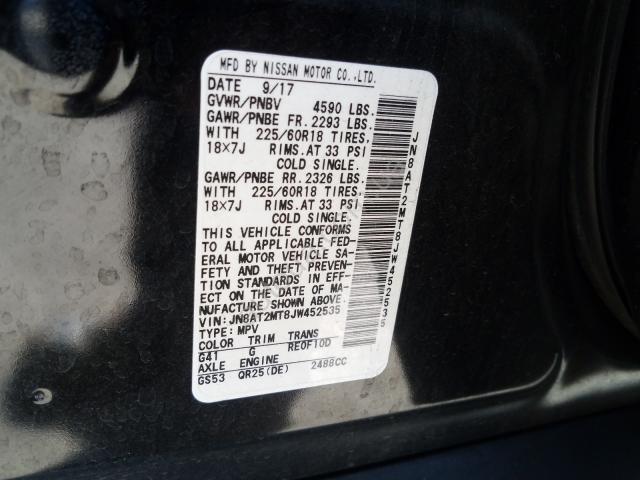 MFD BY NISSAN MOTOR CO.,LTD.
DATE 9/17
GVWR/PNBV 4590 LBS.
GAWR/PNBE FR.2293 LBS.
WITH 225/60R18 TIRES.
18×7J RIMS.AT 33 PSI
COLD SINGLE.
GAWR/PNBE RR.2326 LBS.
WITH 225/60R18 TIRES.
18X7J RIMS.AT 33 PSI
COLD SINGLE.
THIS VEHICLE CONFORMS
TO ALL APPLICABLE FED-
ERAL MOTOR VEHICLE SA-
FETY AND THEFT PREVEN-
TION STANDARDS IN EFF-
ECT ON THE DATE OF MA-
NUFACTURE SHOWN ABOVE.
VIN:JN8AT2MT8JW452535
TYPE:MPV
COLOR TRIM TRANS
G41 G RE0F10D
AXLE ENGINE
GS53 QR25(DE) 2488CC
JN8AT2MT8JW452535